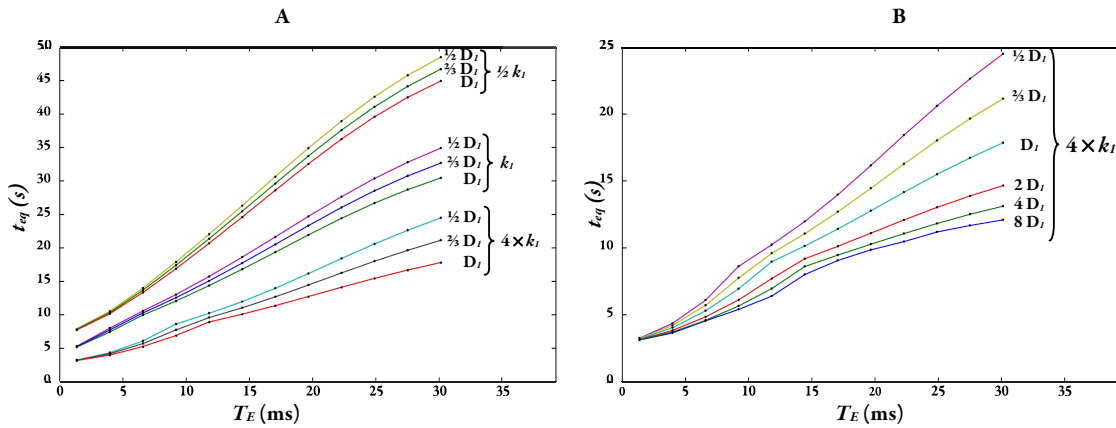 A
50
45
40
35
30
25
20
15
10
5
0
t_eq (s)
½ D₁
⅔ D₁
D₁
½ k₁
½ D₁
⅔ D₁
D₁
k₁
½ D₁
⅔ D₁
D₁
4 × k₁
0 5 10 15 20 25 30 35
T_E (ms)
B
25
20
15
10
5
0
t_eq (s)
½ D₁
⅔ D₁
D₁
2 D₁
4 D₁
8 D₁
4 × k₁
0 5 10 15 20 25 30 35
T_E (ms)